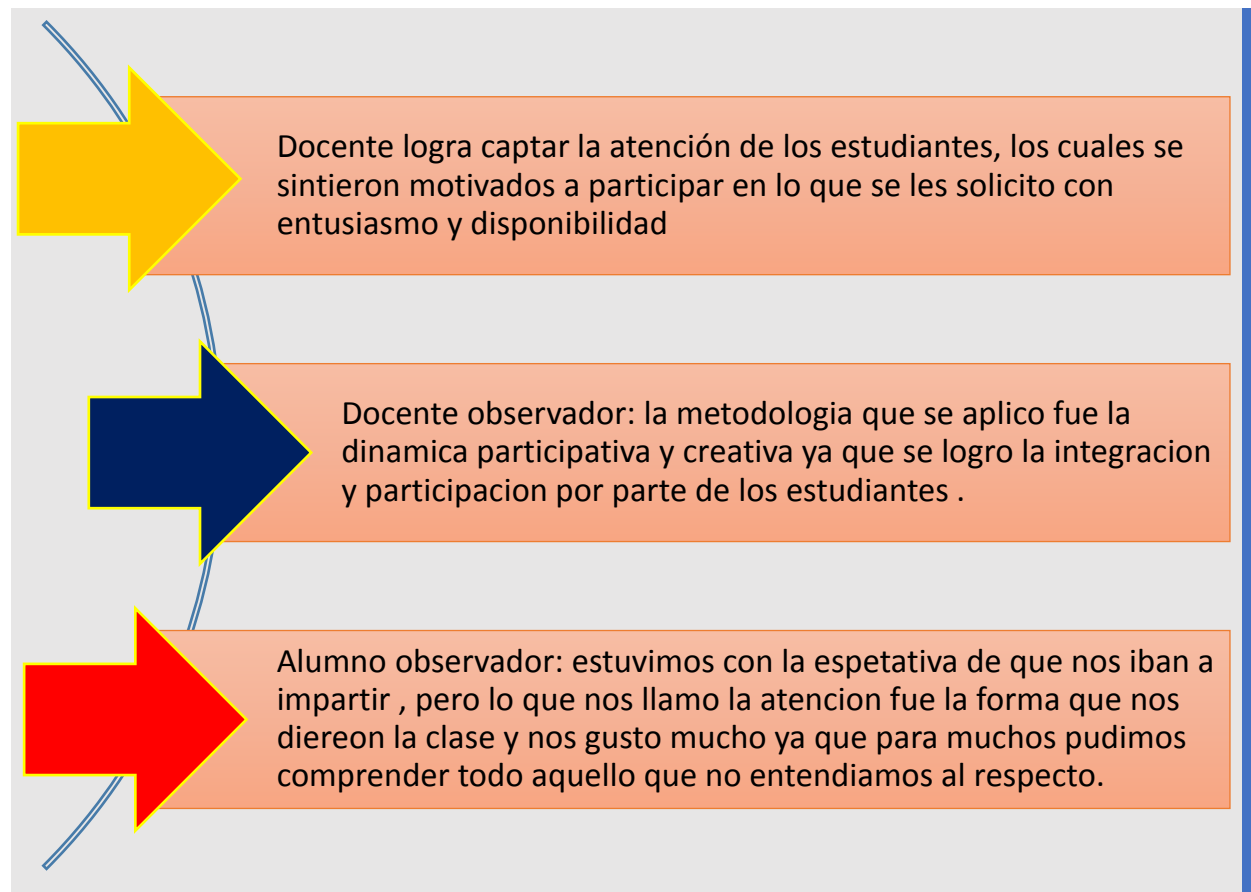 Docente logra captar la atención de los estudiantes, los cuales se
sintieron motivados a participar en lo que se les solicito con
entusiasmo y disponibilidad
Docente observador: la metodologia que se aplico fue la
dinamica participativa y creativa ya que se logro la integracion
y participacion por parte de los estudiantes .
Alumno observador: estuvimos con la espetativa de que nos iban a
impartir , pero lo que nos llamo la atencion fue la forma que nos
diereon la clase y nos gusto mucho ya que para muchos pudimos
comprender todo aquello que no entendiamos al respecto.